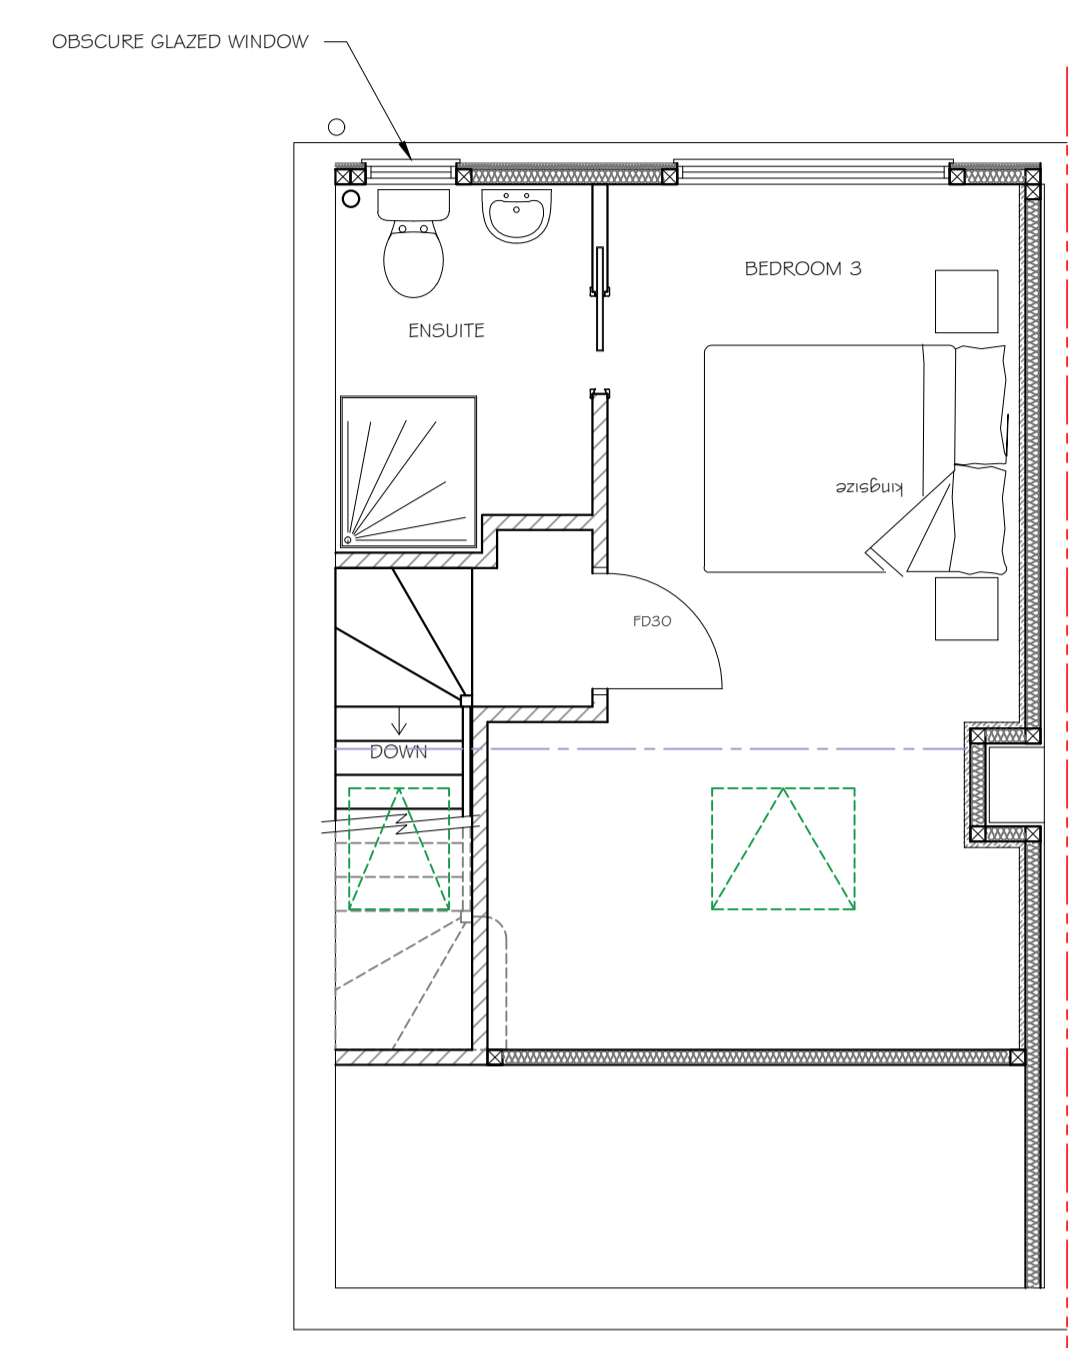 OBSCURE GLAZED WINDOW
BEDROOM 3
ENSUITE
kingsize
FD30
DOWN